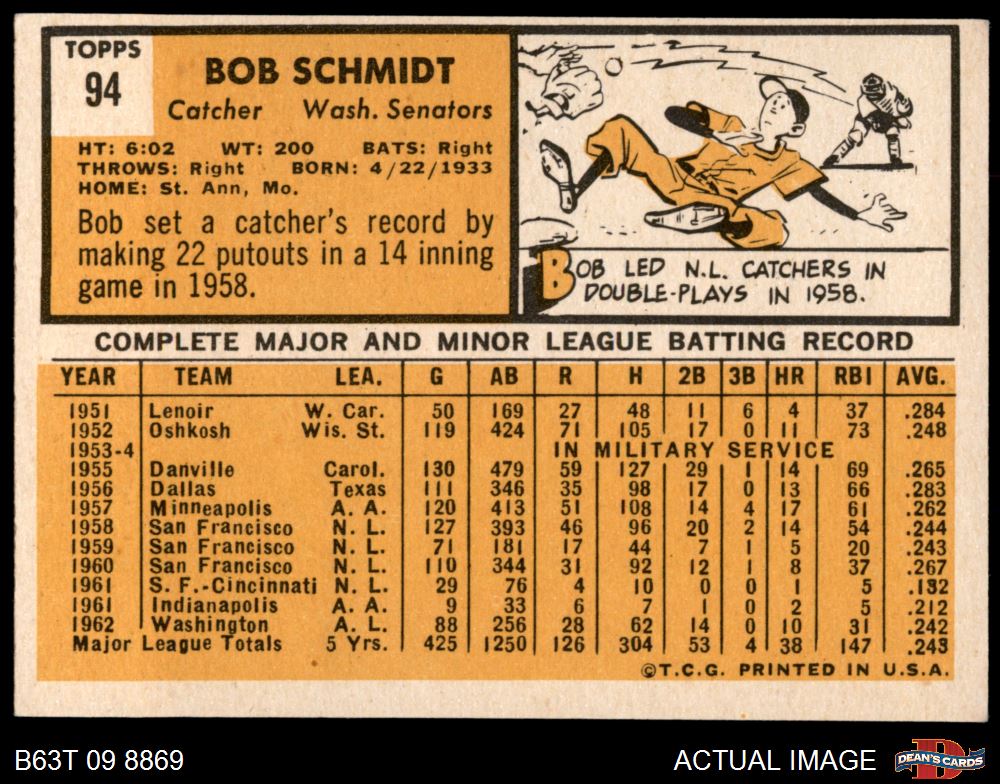 TOPPS
94
BOB SCHMIDT
Catcher Wash. Senators
HT: 6:02 WT: 200 BATS: Right
THROWS: Right BORN: 4/22/1933
HOME: St. Ann, Mo.
Bob set a catcher's record by
making 22 putouts in a 14 inning
game in 1958.
BOB LED N.L. CATCHERS IN
DOUBLE-PLAYS IN 1958.
COMPLETE MAJOR AND MINOR LEAGUE BATTING RECORD
YEAR TEAM LEA. G AB R H 2B 3B HR RBI AVG.
1951 Lenoir W. Car. 50 169 27 48 11 6 4 37 .284
1952 Oshkosh Wis. St. 119 424 71 105 17 0 11 73 .248
1953-4 IN MILITARY SERVICE
1955 Danville Carol. 130 479 59 127 29 1 14 69 .265
1956 Dallas Texas 111 346 35 98 17 0 13 66 .283
1957 Minneapolis A. A. 120 413 51 108 14 4 17 61 .262
1958 San Francisco N. L. 127 393 46 96 20 2 14 54 .244
1959 San Francisco N. L. 71 181 17 44 7 1 5 20 .243
1960 San Francisco N. L. 110 344 31 92 12 1 8 37 .267
1961 S. F.-Cincinnati N. L. 29 76 4 10 0 0 1 5 .132
1961 Indianapolis A. A. 9 33 6 7 1 0 2 5 .212
1962 Washington A. L. 88 256 28 62 14 0 10 31 .242
Major League Totals 5 Yrs. 425 1250 126 304 53 4 38 147 .243
©T.C.G. PRINTED IN U.S.A.
B63T 09 8869 ACTUAL IMAGE
D
DEAN'S CARDS